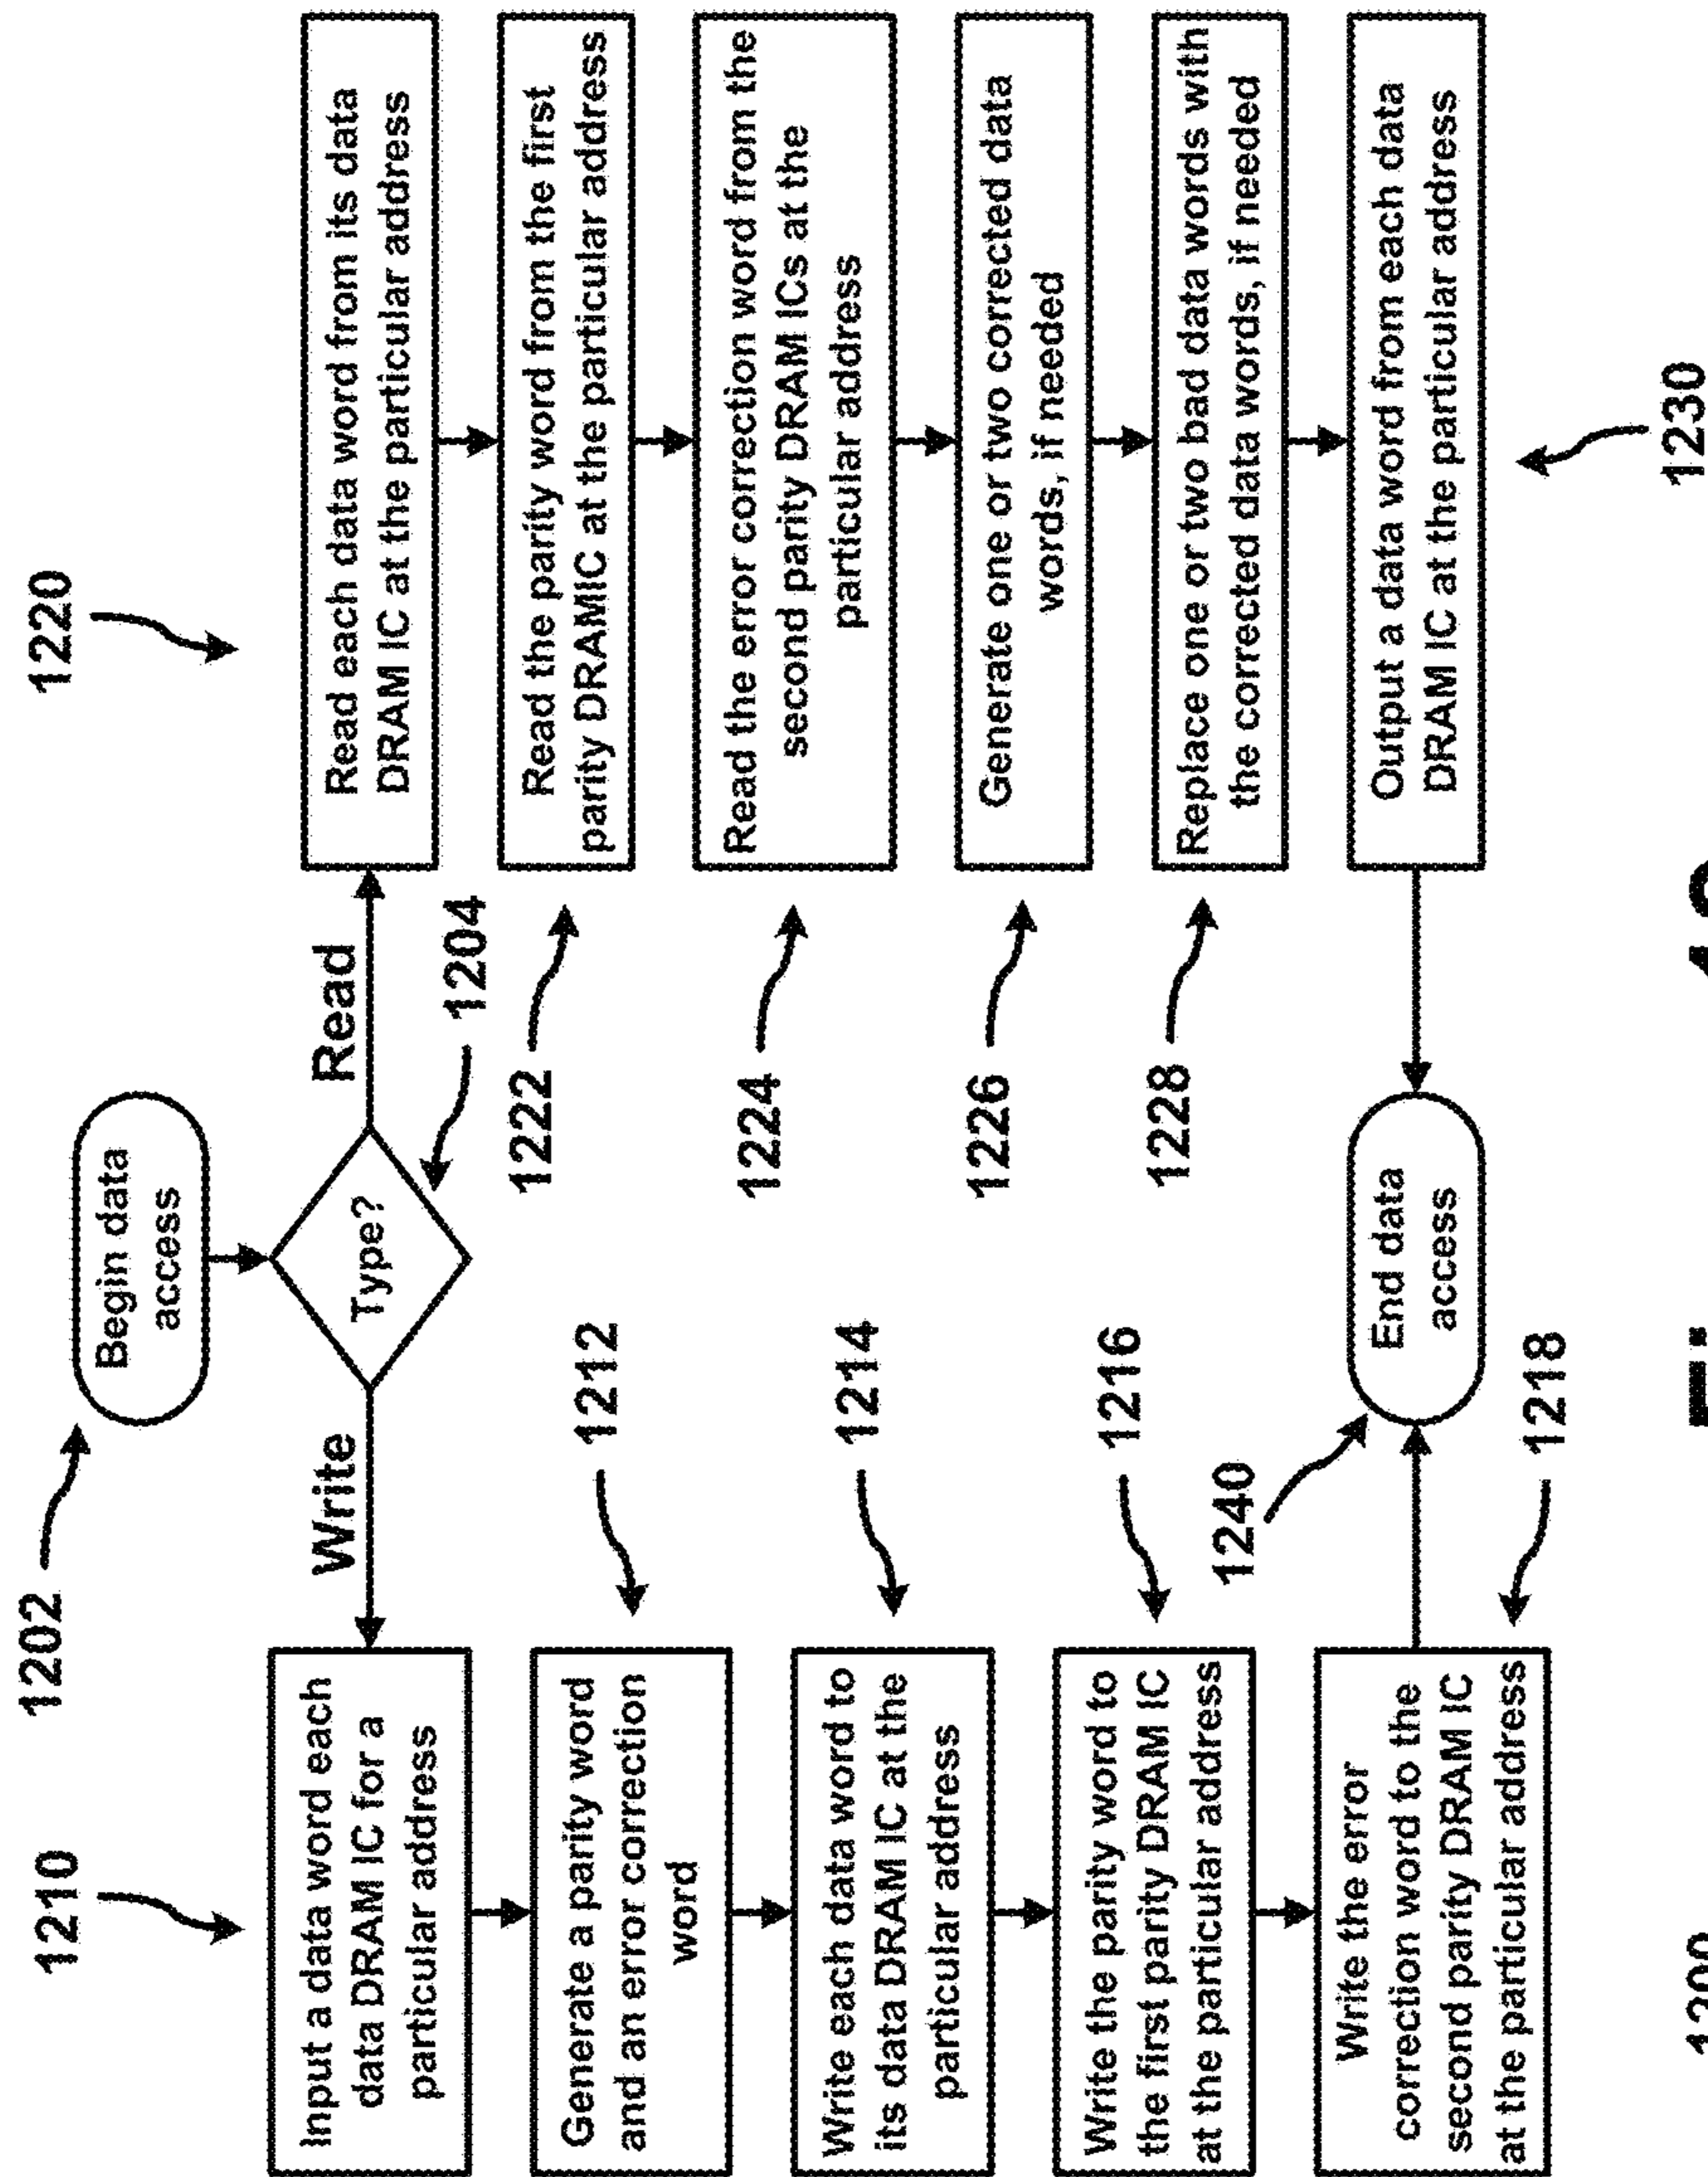 1202
Begin data
access
1204
Type?
Write
Read
1210
Input a data word each
data DRAM IC for a
particular address
1212
Generate a parity word
and an error correction
word
1214
Write each data word to
its data DRAM IC at the
particular address
1216
Write the parity word to
the first parity DRAM IC
at the particular address
1218
Write the error
correction word to the
second parity DRAM IC
at the particular address
1220
Read each data word from its data
DRAM IC at the particular address
1222
Read the parity word from the first
parity DRAMIC at the particular address
1224
Read the error correction word from the
second parity DRAM ICs at the
particular address
1226
Generate one or two corrected data
words, if needed
1228
Replace one or two bad data words with
the corrected data words, if needed
Output a data word from each data
DRAM IC at the particular address
1230
1240
End data
access